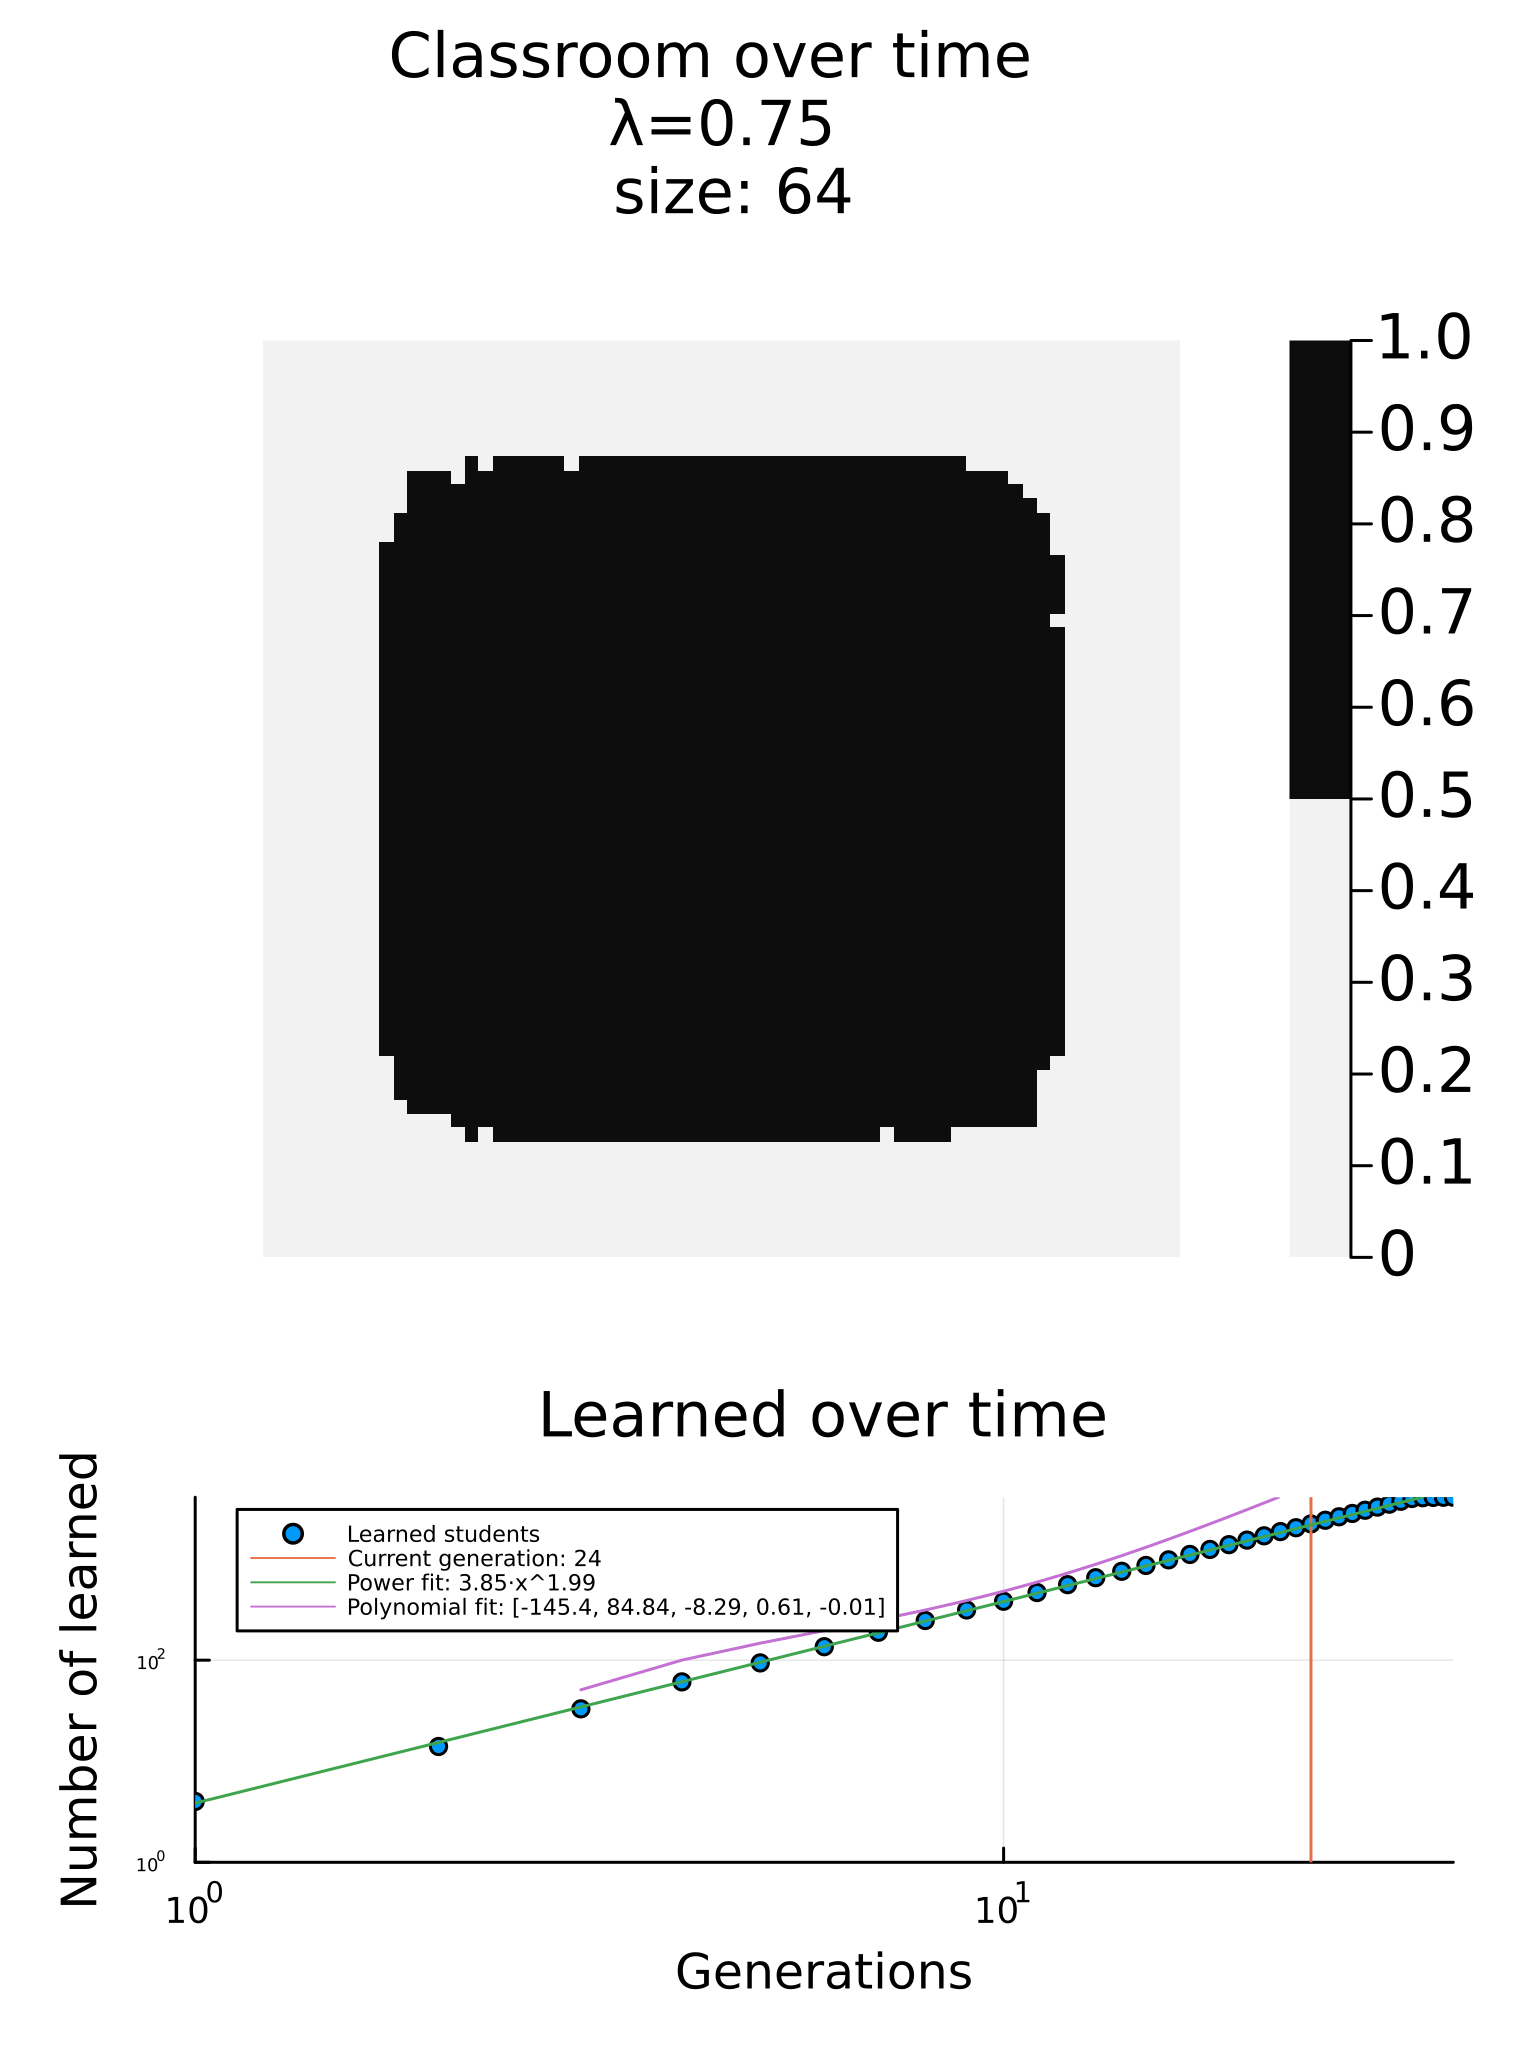 Classroom over time
λ=0.75
size: 64
1.0
0.9
0.8
0.7
0.6
0.5
0.4
0.3
0.2
0.1
0
Learned over time
Number of learned
Learned students
Current generation: 24
Power fit: 3.85·x^1.99
Polynomial fit: [-145.4, 84.84, -8.29, 0.61, -0.01]
10²
10⁰
10⁰ 10¹
Generations